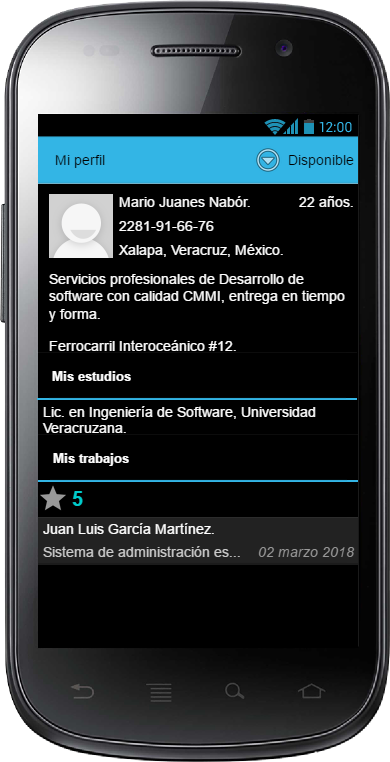 12:00
Mi perfil Disponible
Mario Juanes Nabór. 22 años.
2281-91-66-76
Xalapa, Veracruz, México.
Servicios profesionales de Desarrollo de
software con calidad CMMI, entrega en tiempo
y forma.
Ferrocarril Interoceánico #12.
Mis estudios
Lic. en Ingeniería de Software, Universidad
Veracruzana.
Mis trabajos
5
Juan Luis García Martínez.
Sistema de administración es... 02 marzo 2018